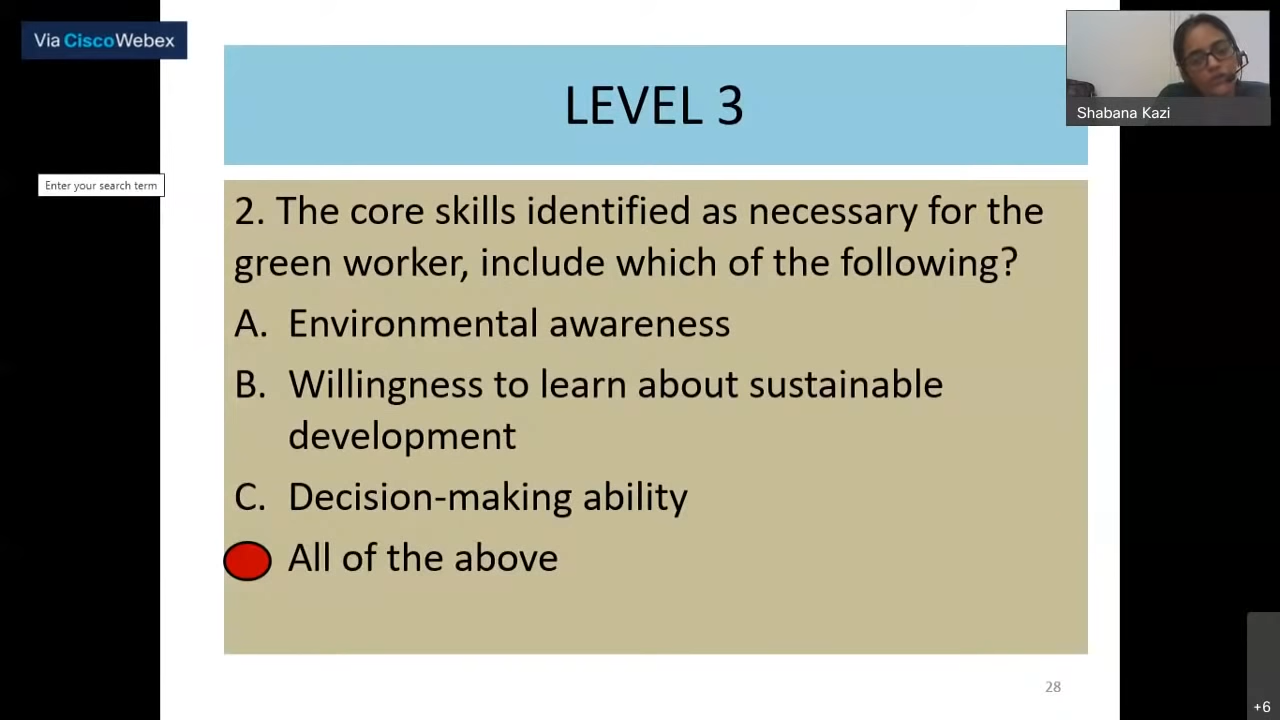 Via CiscoWebex
LEVEL 3
Shabana Kazi
Enter your search term
2. The core skills identified as necessary for the
green worker, include which of the following?
A. Environmental awareness
B. Willingness to learn about sustainable
development
C. Decision-making ability
All of the above
28
+6